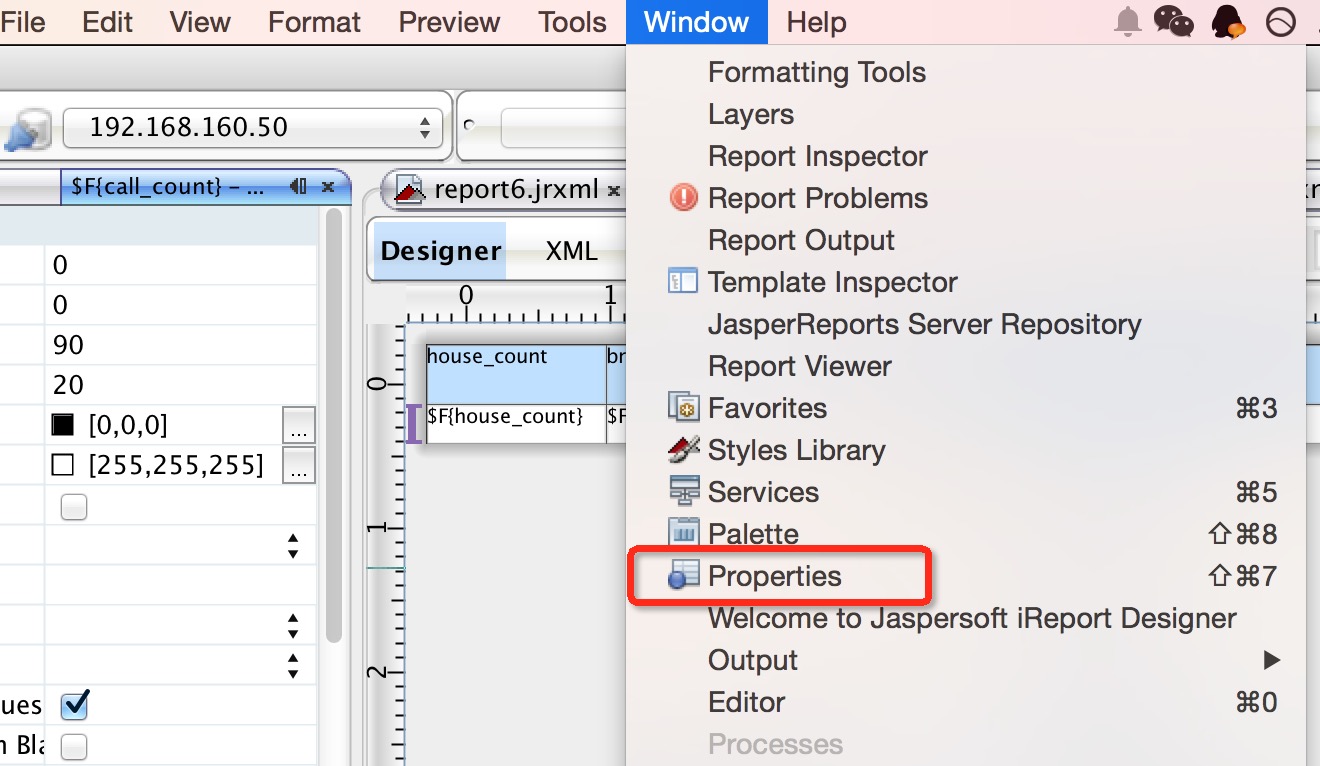 File Edit View Format Preview Tools Window Help
Formatting Tools
Layers
192.168.160.50
Report Inspector
$F{call_count} – ...
report6.jrxml
Report Problems
Designer XML
Report Output
0
0
90
20
[0,0,0] ...
[255,255,255] ...
ues
n Bla
0 1
0
1
2
house_count br
$F{house_count} $F
Template Inspector
JasperReports Server Repository
Report Viewer
Favorites ⌘3
Styles Library
Services ⌘5
Palette ⇧⌘8
Properties ⇧⌘7
Welcome to Jaspersoft iReport Designer
Output
Editor ⌘0
Processes